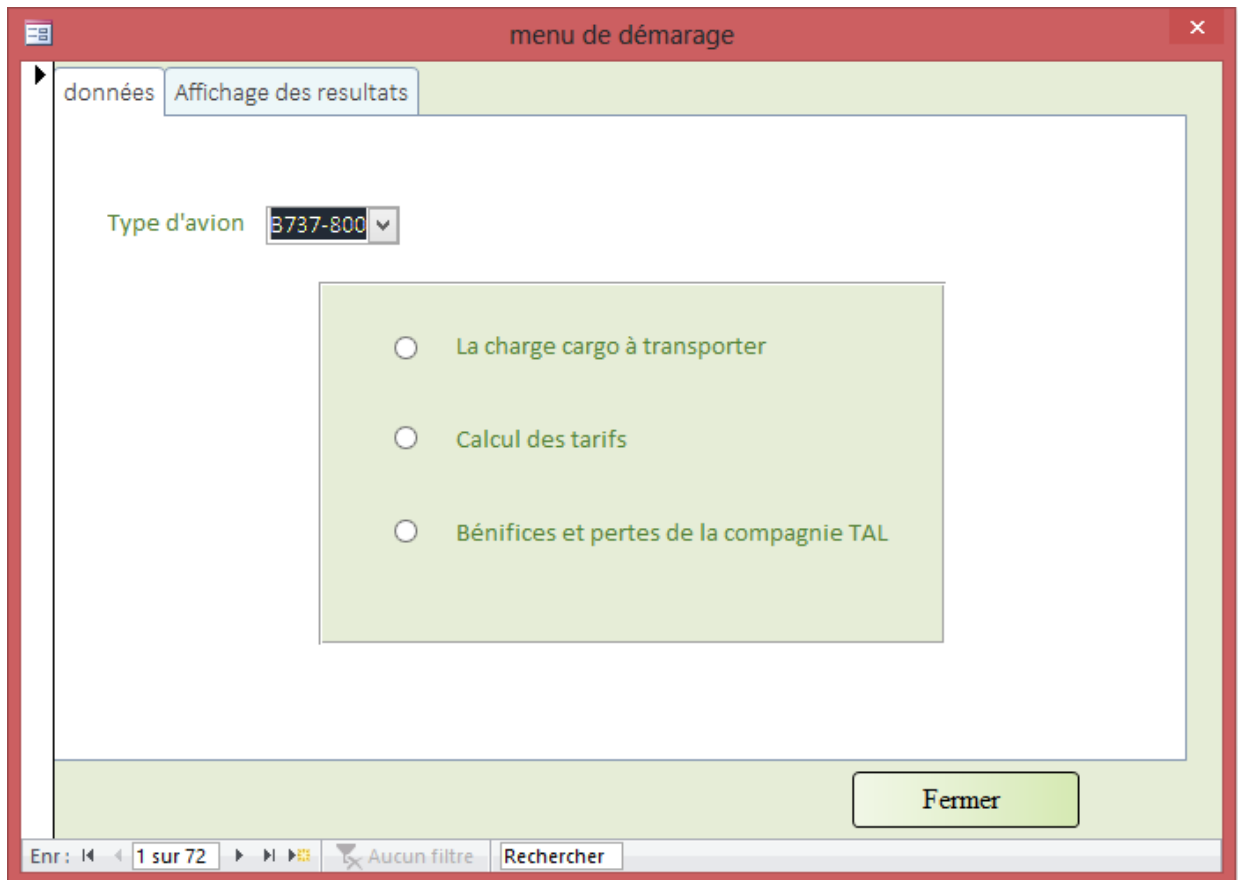 menu de démarage
données Affichage des resultats
Type d'avion B737-800
La charge cargo à transporter
Calcul des tarifs
Bénifices et pertes de la compagnie TAL
Fermer
Enr : 1 sur 72 Aucun filtre Rechercher